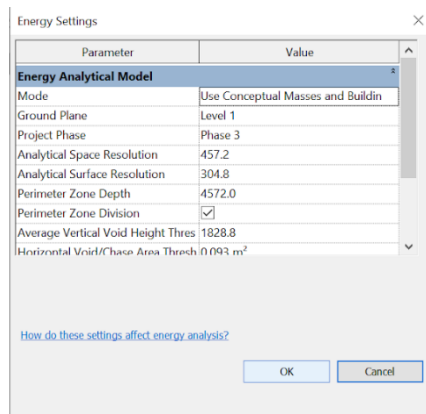 Energy Settings
Parameter Value
Energy Analytical Model
Mode Use Conceptual Masses and Buildin
Ground Plane Level 1
Project Phase Phase 3
Analytical Space Resolution 457.2
Analytical Surface Resolution 304.8
Perimeter Zone Depth 4572.0
Perimeter Zone Division
Average Vertical Void Height Thres 1828.8
Horizontal Void/Chase Area Thresh 0.093 m²
How do these settings affect energy analysis?
OK Cancel